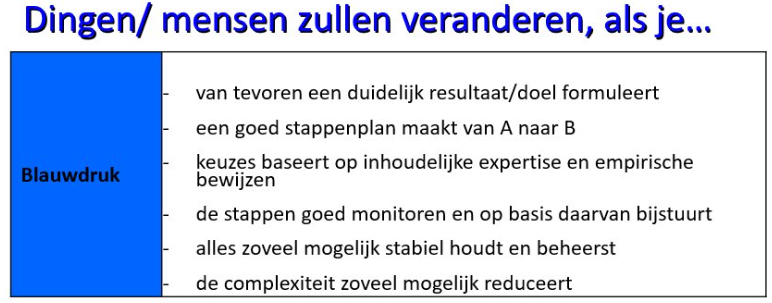 Dingen/ mensen zullen veranderen, als je...
Blauwdruk
- van tevoren een duidelijk resultaat/doel formuleert
- een goed stappenplan maakt van A naar B
- keuzes baseert op inhoudelijke expertise en empirische
bewijzen
- de stappen goed monitoren en op basis daarvan bijstuurt
- alles zoveel mogelijk stabiel houdt en beheerst
- de complexiteit zoveel mogelijk reduceert